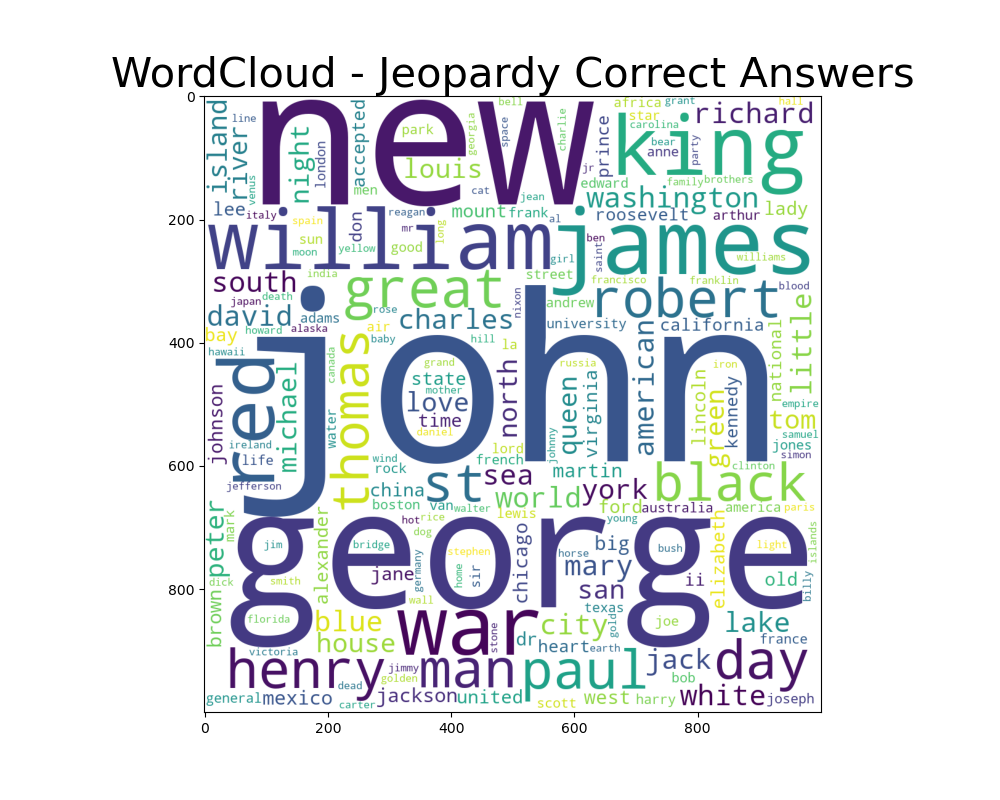 WordCloud - Jeopardy Correct Answers
0
200
400
600
800
0 200 400 600 800
new
john
george
king
william
james
war
great
robert
thomas
red
black
st
henry
man
paul
day
island
river
line
venus
night
london
accepted
men
park
louis
georgia
bell
space
cat
jean
charlie
africa
star
grant
carolina
bear
anne
party
prince
jr
edward
family
brothers
richard
hall
washington
lee
italy
spain
sun
moon
yellow
don
reagan
mr
good
long
mount
frank
al
girl
roosevelt
ben
saint
arthur
lady
williams
south
india
japan
death
david
adams
rose
air
baby
charles
hill
nixon
la
street
andrew
university
francisco
franklin
california
blood
bay
howard
alaska
hawaii
canada
little
national
johnson
michael
ireland
life
jefferson
water
grand
state
mother
love
time
daniel
north
queen
russia
virginia
american
lincoln
iron
kennedy
green
tom
empire
samuel
jones
simon
clinton
lord
french
johnny
wind
rock
china
boston
van
walter
sea
world
lewis
martin
york
ford
young
australia
america
paris
peter
mark
jim
alexander
bridge
hot
rice
dog
jane
germany
stephen
home
sir
wall
chicago
horse
big
mary
san
texas
bush
ii
elizabeth
light
old
islands
billy
dick
smith
brown
florida
blue
house
victoria
stone
dr
city
heart
earth
gold
joe
lake
france
jack
bob
general
mexico
dead
carter
jimmy
golden
jackson
united
scott
west
harry
white
joseph